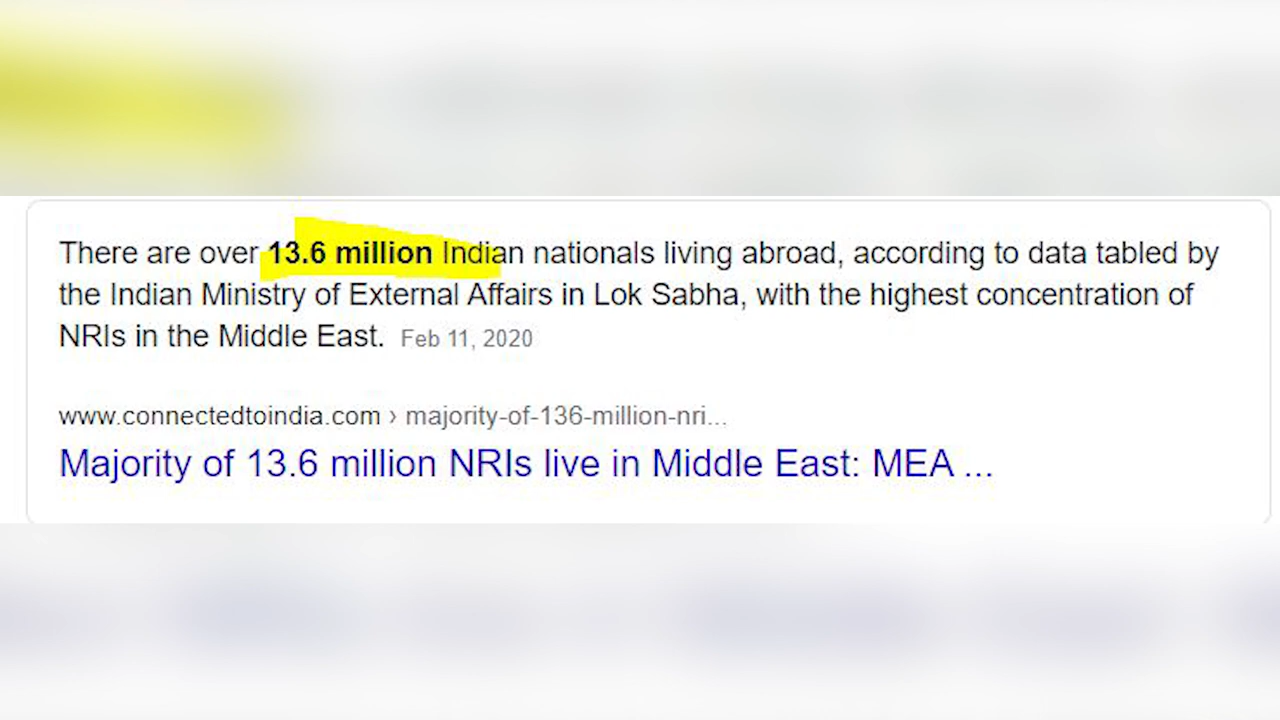 There are over 13.6 million Indian nationals living abroad, according to data tabled by
the Indian Ministry of External Affairs in Lok Sabha, with the highest concentration of
NRIs in the Middle East. Feb 11, 2020
www.connectedtoindia.com › majority-of-136-million-nri...
Majority of 13.6 million NRIs live in Middle East: MEA ...